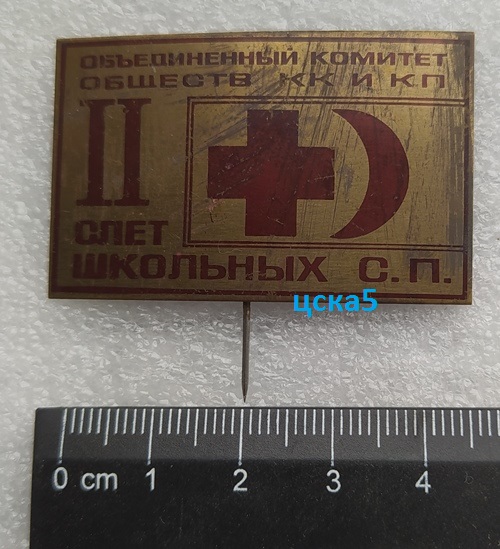 ОБЪЕДИНЕННЫЙ КОМИТЕТ
ОБЩЕСТВ КК И КП
II
СЛЕТ
ШКОЛЬНЫХ С.П.
цска5
0 cm 1 2 3 4